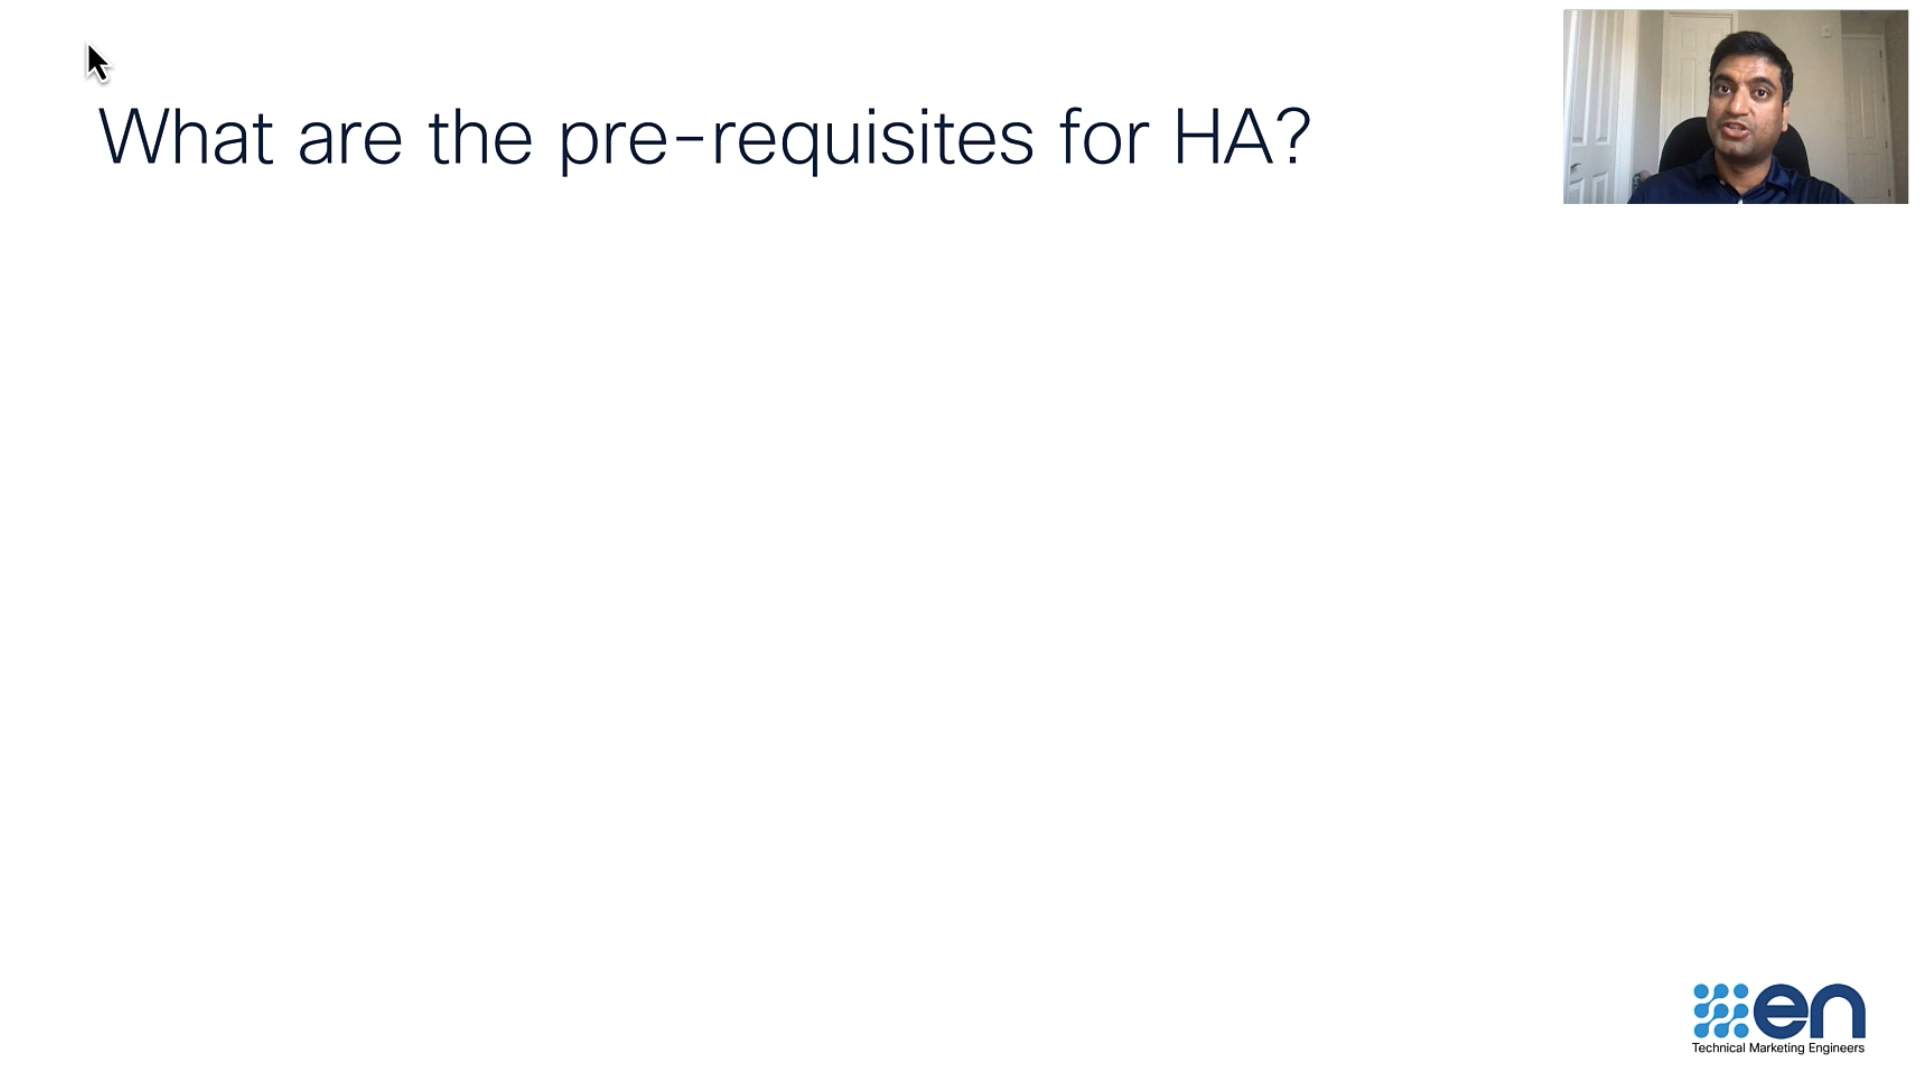 What are the pre-requisites for HA?
en
Technical Marketing Engineers